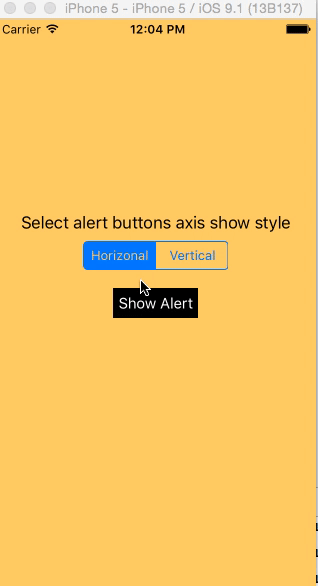 iPhone 5 - iPhone 5 / iOS 9.1 (13B137)
Carrier 12:04 PM
Select alert buttons axis show style
Horizonal Vertical
Show Alert